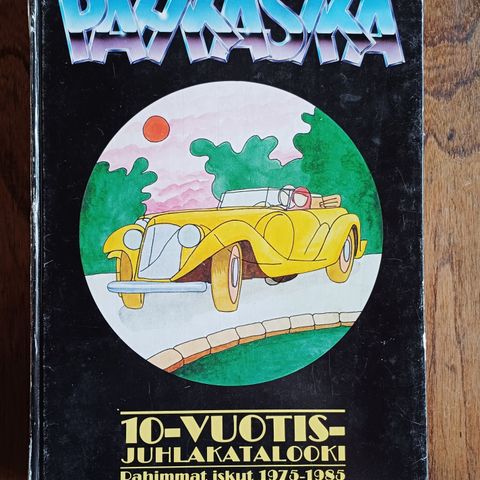 PAHKASIKA
10-VUOTIS-
JUHLAKATALOOKI
Pahimmat iskut 1975-1985